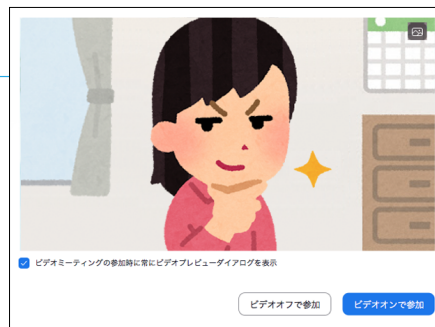 ビデオミーティングの参加時に常にビデオプレビューダイアログを表示
ビデオオフで参加
ビデオオンで参加